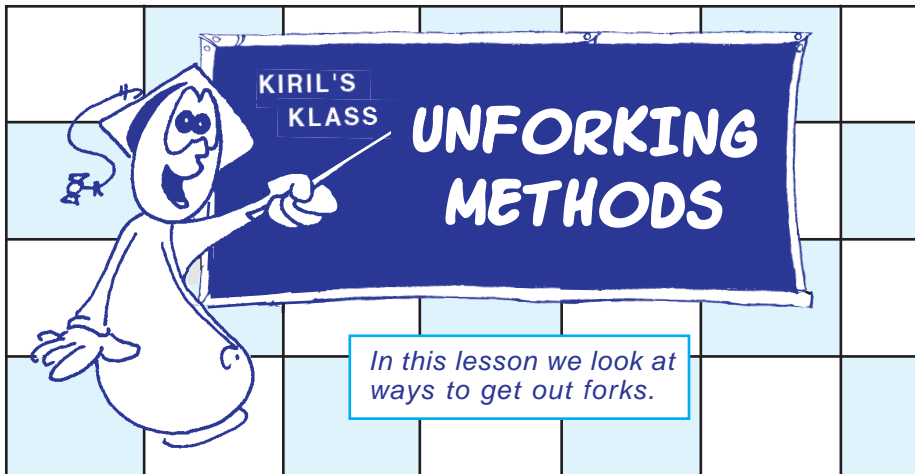 KIRIL'S
KLASS
UNFORKING
METHODS
In this lesson we look at
ways to get out forks.